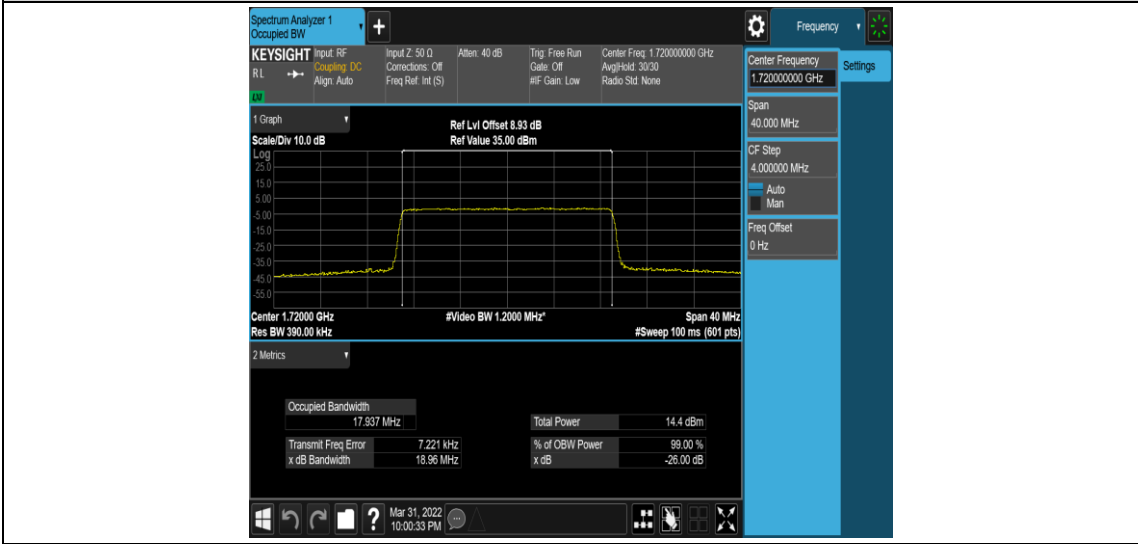 Spectrum Analyzer 1
Occupied BW
+
Frequency
KEYSIGHT
RL
Input: RF
Coupling: DC
Align: Auto
Input Z: 50 Ω
Corrections: Off
Freq Ref: Int (S)
Atten: 40 dB
Trig: Free Run
Gate: Off
#IF Gain: Low
Center Freq: 1.720000000 GHz
Avg|Hold: 30/30
Radio Std: None
Center Frequency
1.720000000 GHz
Settings
Span
40.000 MHz
CF Step
4.000000 MHz
Auto
Man
Freq Offset
0 Hz
1 Graph
Scale/Div 10.0 dB
Ref Lvl Offset 8.93 dB
Ref Value 35.00 dBm
Log
25.0
15.0
5.00
-5.00
-15.0
-25.0
-35.0
-45.0
-55.0
Center 1.72000 GHz
#Video BW 1.2000 MHz*
Span 40 MHz
Res BW 390.00 kHz
#Sweep 100 ms (601 pts)
2 Metrics
Occupied Bandwidth
17.937 MHz
Total Power 14.4 dBm
Transmit Freq Error 7.221 kHz
% of OBW Power 99.00 %
x dB Bandwidth 18.96 MHz
x dB -26.00 dB
?
Mar 31, 2022
10:00:33 PM